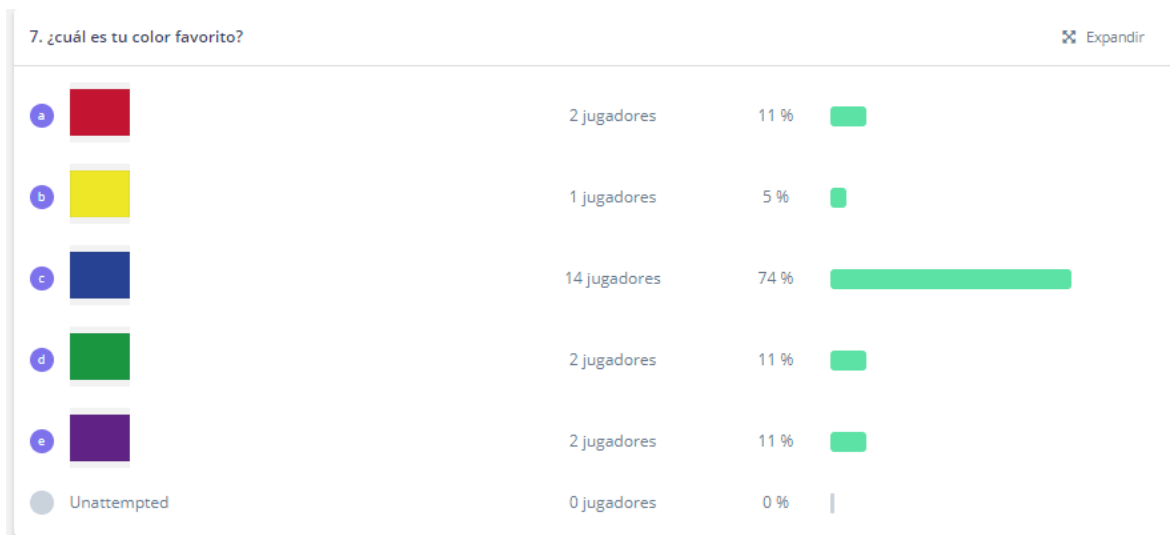 7. ¿cuál es tu color favorito? Expandir
a 2 jugadores 11 %
b 1 jugadores 5 %
c 14 jugadores 74 %
d 2 jugadores 11 %
e 2 jugadores 11 %
Unattempted 0 jugadores 0 %